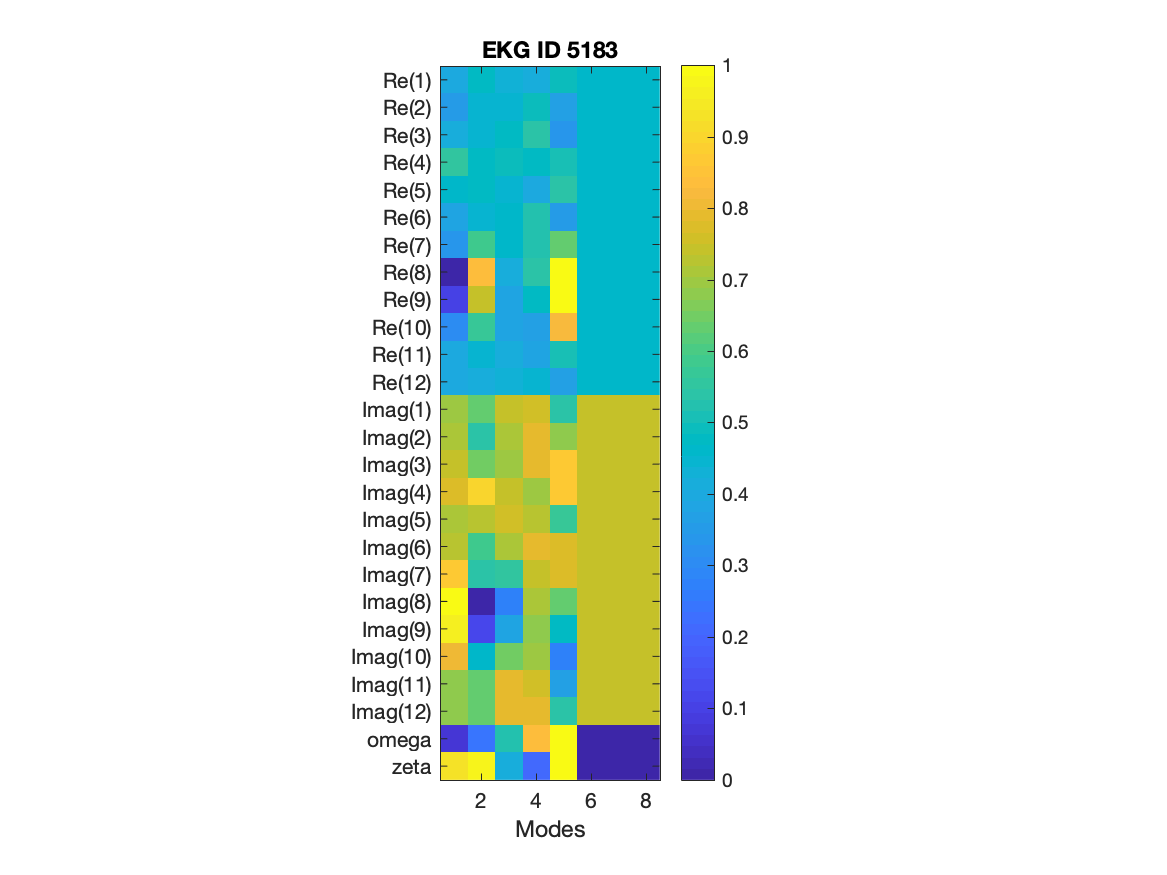 EKG ID 5183
Re(1)
Re(2)
Re(3)
Re(4)
Re(5)
Re(6)
Re(7)
Re(8)
Re(9)
Re(10)
Re(11)
Re(12)
Imag(1)
Imag(2)
Imag(3)
Imag(4)
Imag(5)
Imag(6)
Imag(7)
Imag(8)
Imag(9)
Imag(10)
Imag(11)
Imag(12)
omega
zeta
2 4 6 8
Modes
1
0.9
0.8
0.7
0.6
0.5
0.4
0.3
0.2
0.1
0